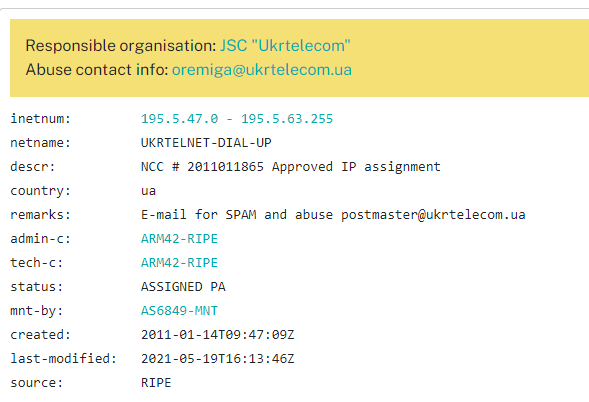 Responsible organisation: JSC "Ukrtelecom"
Abuse contact info: oremiga@ukrtelecom.ua
inetnum: 195.5.47.0 - 195.5.63.255
netname: UKRTELNET-DIAL-UP
descr: NCC # 2011011865 Approved IP assignment
country: ua
remarks: E-mail for SPAM and abuse postmaster@ukrtelecom.ua
admin-c: ARM42-RIPE
tech-c: ARM42-RIPE
status: ASSIGNED PA
mnt-by: AS6849-MNT
created: 2011-01-14T09:47:09Z
last-modified: 2021-05-19T16:13:46Z
source: RIPE